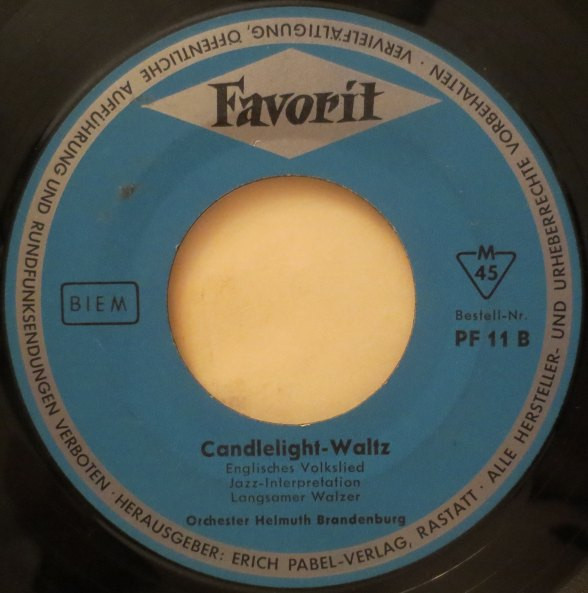 Favorit
BIEM
M
45
Bestell-Nr.
PF 11 B
Candlelight-Waltz
Englisches Volkslied
Jazz-Interpretation
Langsamer Walzer
Orchester Helmuth Brandenburg
HERAUSGEBER: ERICH PABEL-VERLAG, RASTATT · ALLE HERSTELLER- UND URHEBERRECHTE VORBEHALTEN · VERVIELFÄLTIGUNG, ÖFFENTLICHE AUFFÜHRUNG UND RUNDFUNKSENDUNGEN VERBOTEN ·